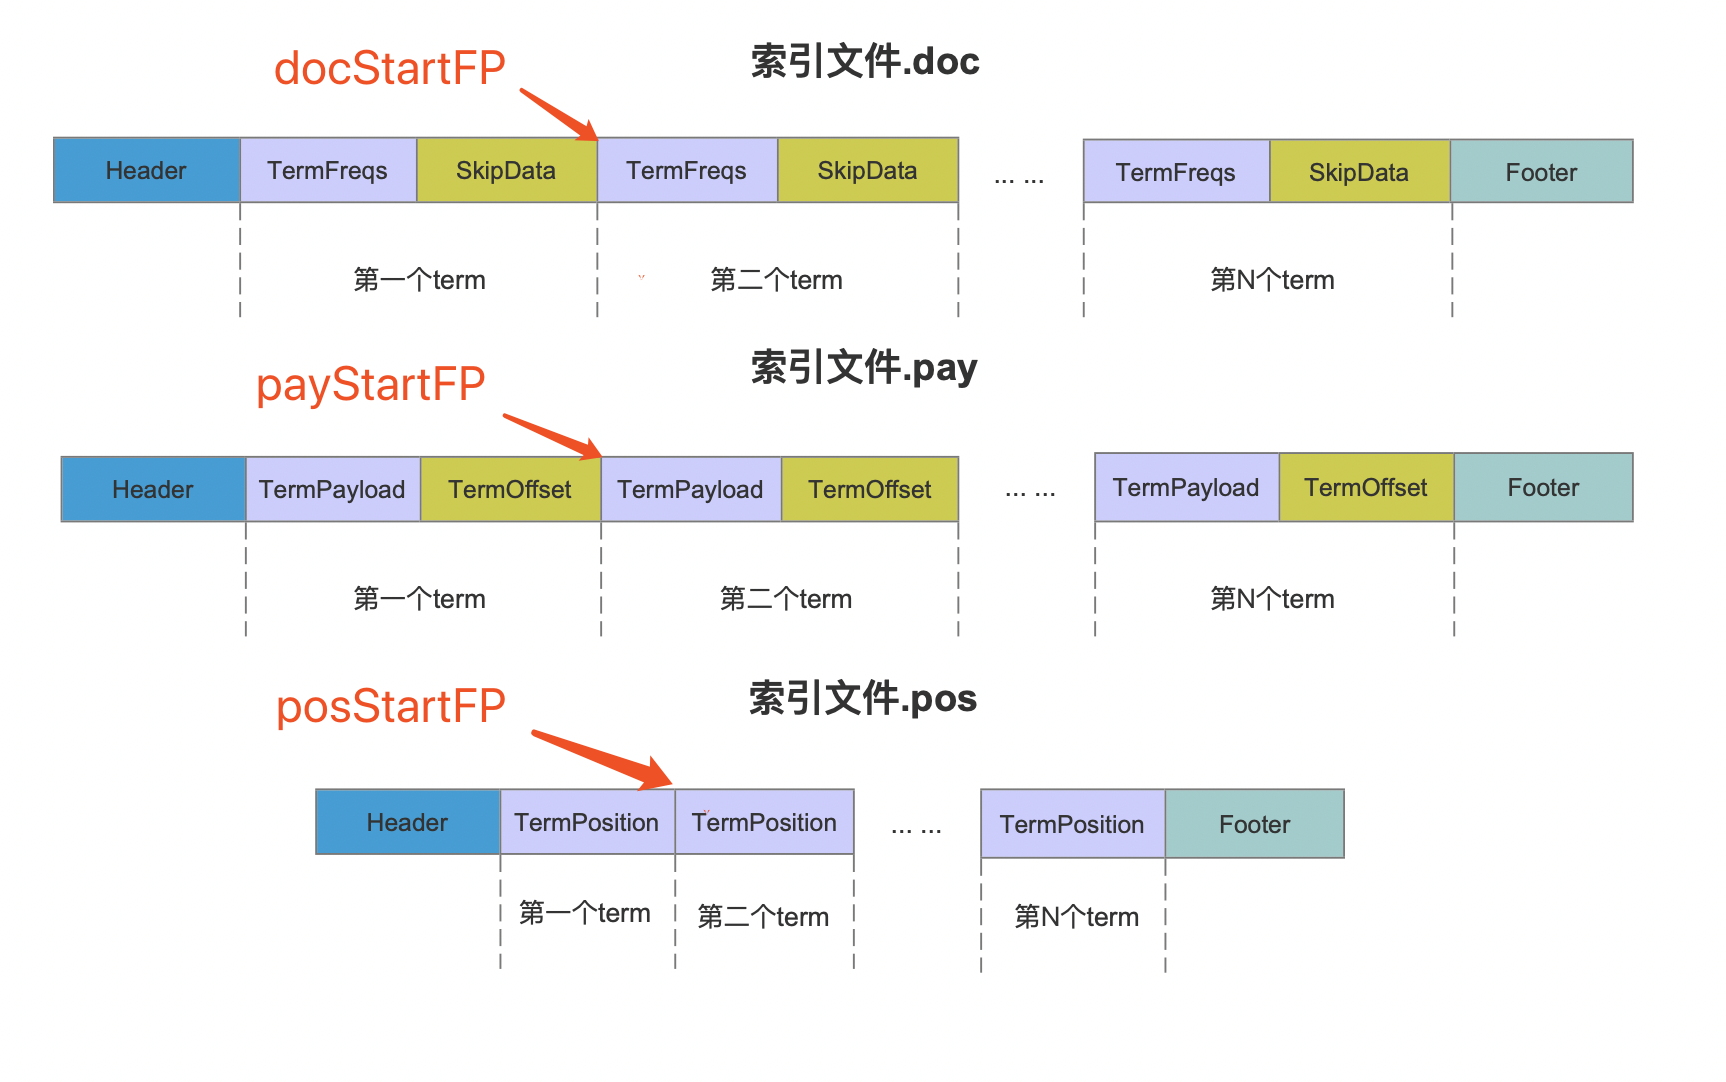 docStartFP
索引文件.doc
Header TermFreqs SkipData TermFreqs SkipData ... ... TermFreqs SkipData Footer
第一个term 第二个term 第N个term
索引文件.pay
payStartFP
Header TermPayload TermOffset TermPayload TermOffset ... ... TermPayload TermOffset Footer
第一个term 第二个term 第N个term
索引文件.pos
posStartFP
Header TermPosition TermPosition ... ... TermPosition Footer
第一个term 第二个term 第N个term